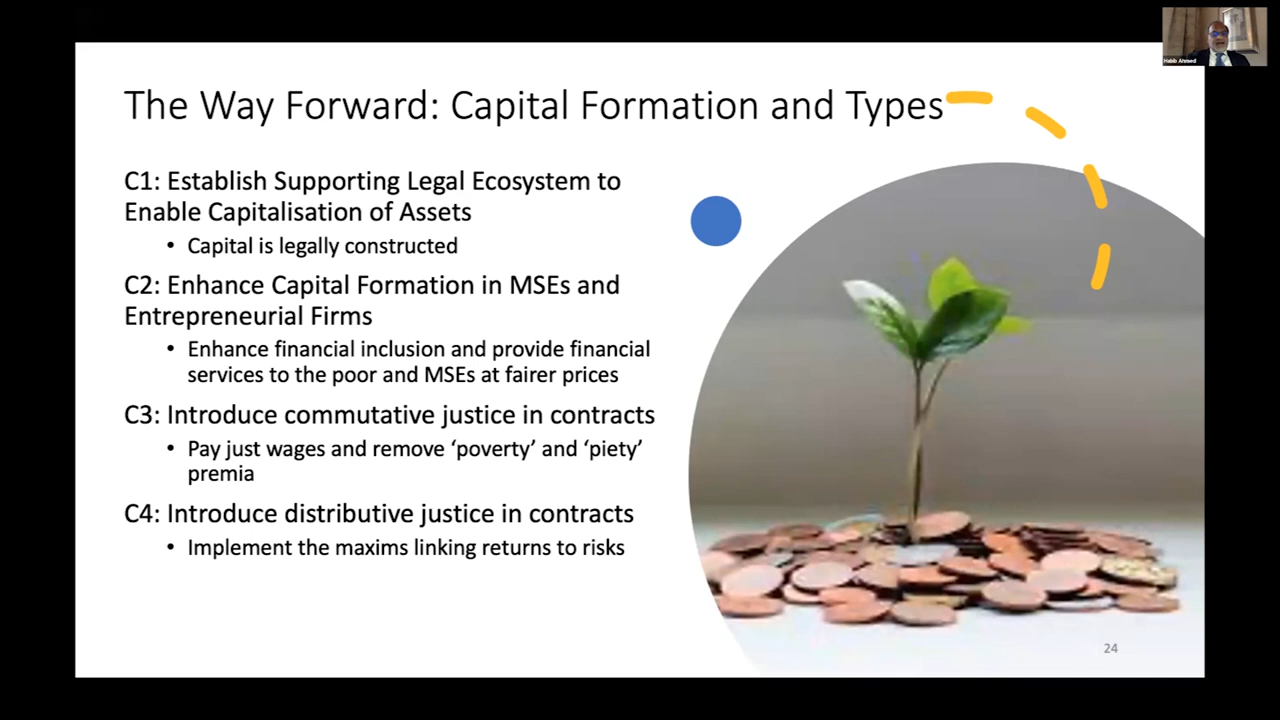 Habib Ahmed
The Way Forward: Capital Formation and Types
C1: Establish Supporting Legal Ecosystem to
Enable Capitalisation of Assets
• Capital is legally constructed
C2: Enhance Capital Formation in MSEs and
Entrepreneurial Firms
• Enhance financial inclusion and provide financial
services to the poor and MSEs at fairer prices
C3: Introduce commutative justice in contracts
• Pay just wages and remove ‘poverty’ and ‘piety’
premia
C4: Introduce distributive justice in contracts
• Implement the maxims linking returns to risks
24